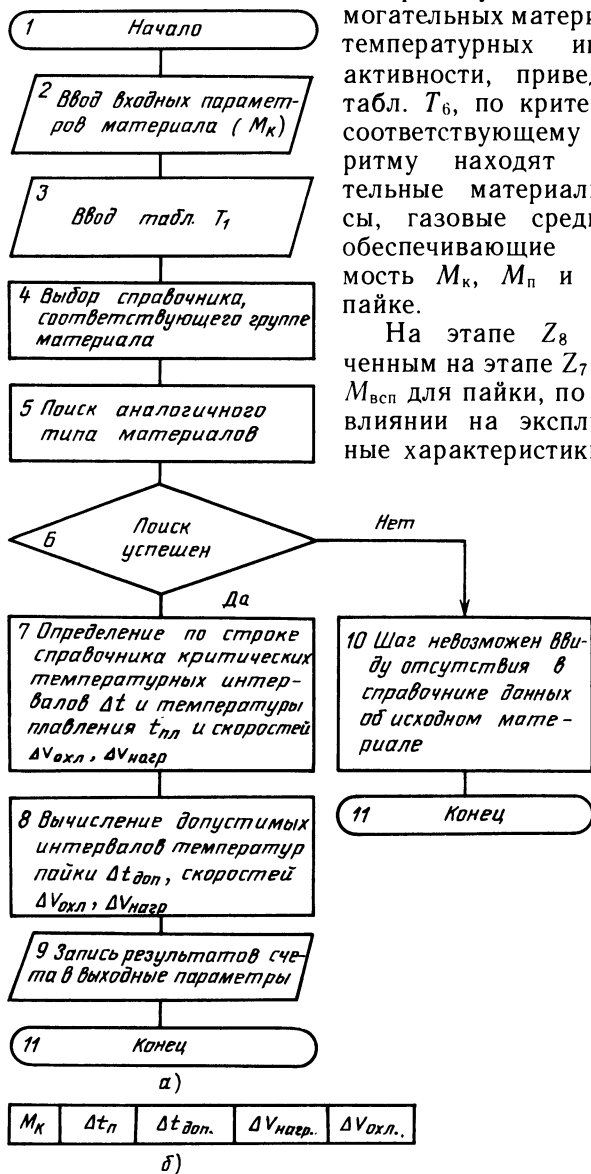 1 Начало
2 Ввод входных парамет-
ров материала (Mк)
3
Ввод табл. T₁
4 Выбор справочника,
соответствующего группе
материала
5 Поиск аналогичного
типа материалов
6
Поиск
успешен
Нет
Да
7 Определение по строке
справочника критических
температурных интер-
валов Δt и температуры
плавления tпл и скоростей
ΔVохл, ΔVнагр
8 Вычисление допустимых
интервалов температур
пайки Δtдоп, скоростей
ΔVохл, ΔVнагр
9 Запись результатов сче-
та в выходные параметры
11 Конец
а)
10 Шаг невозможен вви-
ду отсутствия в
справочнике данных
об исходном мате-
риале
11 Конец
Mк Δtп Δtдоп. ΔVнагр.. ΔVохл..
б)
могательных матери
температурных
активности, приве
табл. T₆, по крите
соответствующему
ритму находят
тельные материал
сы, газовые сред
обеспечивающие
мость Mк, Mп и
пайке.
На этапе Z₈
ченным на этапе Z₇
Mвсп для пайки, по
влиянии на экспл
ные характеристик